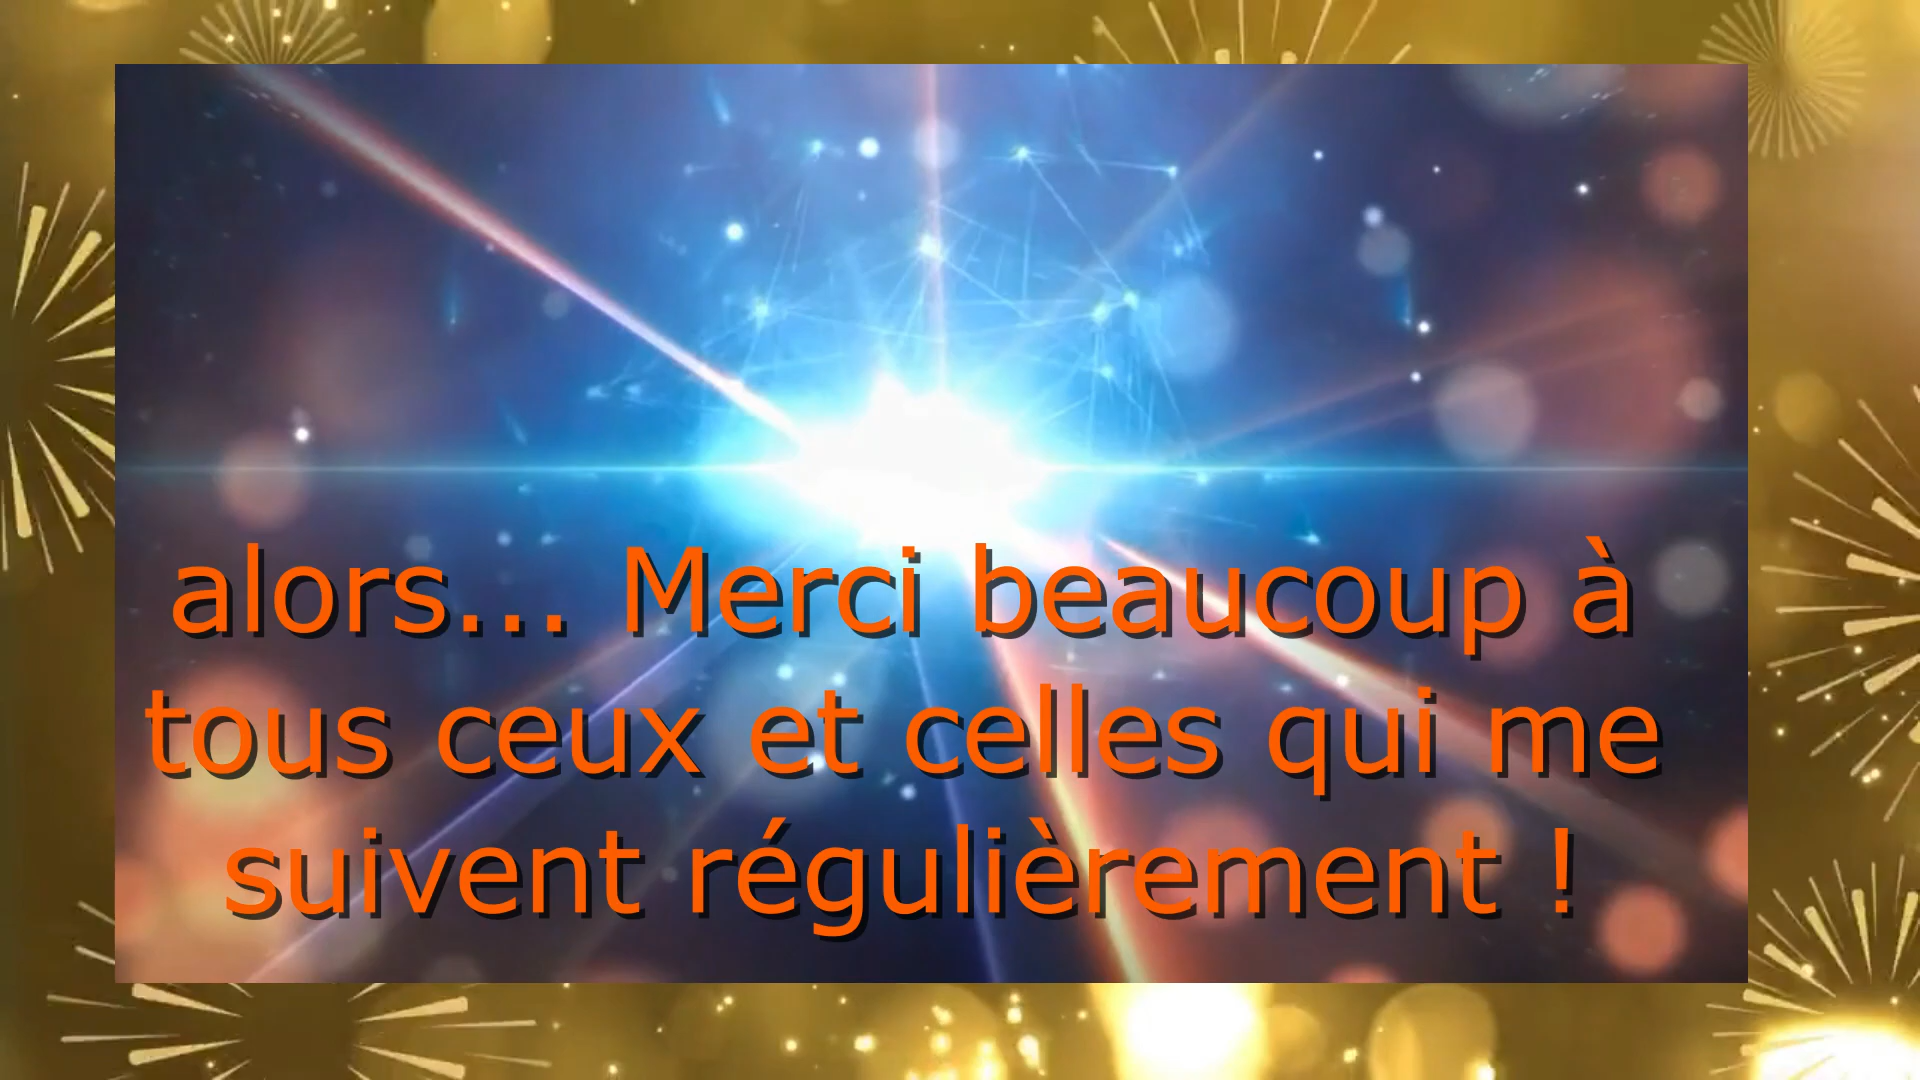 alors... Merci beaucoup à
tous ceux et celles qui me
suivent régulièrement !